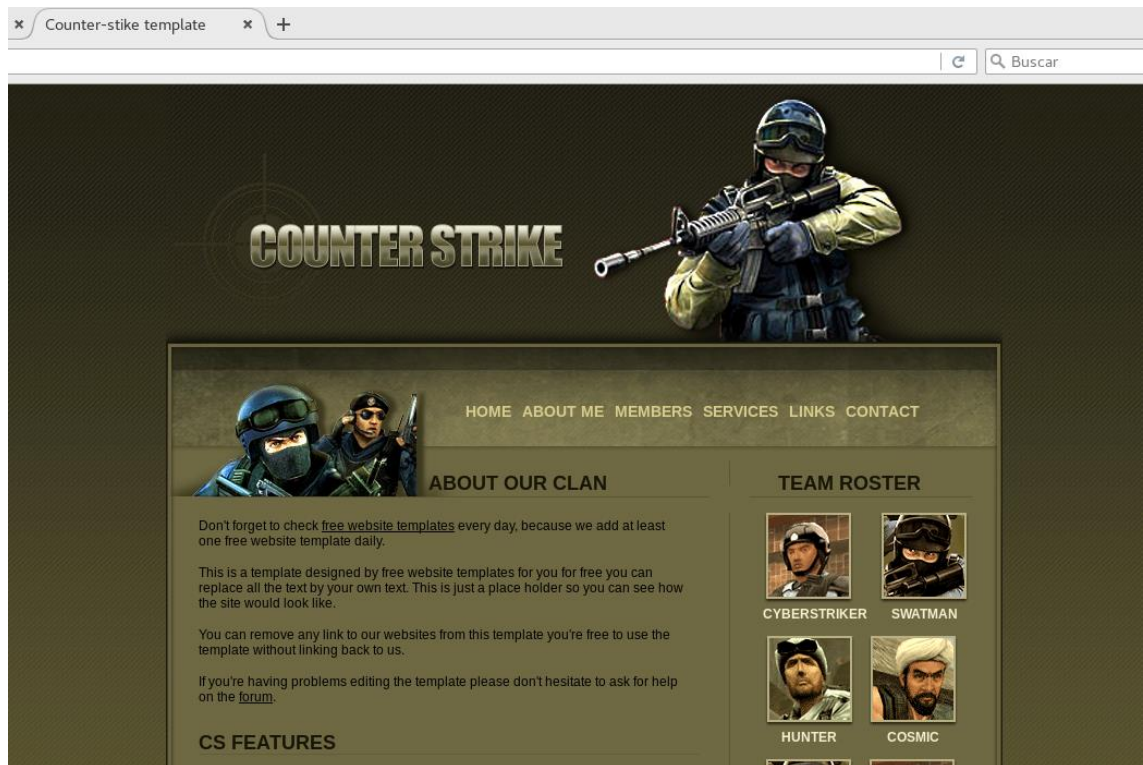 Counter-stike template
Buscar
COUNTER STRIKE
HOME ABOUT ME MEMBERS SERVICES LINKS CONTACT
ABOUT OUR CLAN
Don't forget to check free website templates every day, because we add at least
one free website template daily.
This is a template designed by free website templates for you for free you can
replace all the text by your own text. This is just a place holder so you can see how
the site would look like.
You can remove any link to our websites from this template you're free to use the
template without linking back to us.
If you're having problems editing the template please don't hesitate to ask for help
on the forum.
CS FEATURES
TEAM ROSTER
CYBERSTRIKER SWATMAN
HUNTER COSMIC